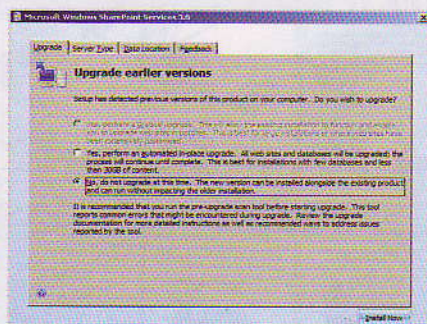 Microsoft Windows SharePoint Services 3.0
Upgrade Server Type Data Location Feedback
Upgrade earlier versions
Setup has detected previous versions of this product on your computer. Do you wish to upgrade?
Yes, perform an automated in-place upgrade. All web sites and databases will be upgraded; the
process will continue until complete. This is best for installations with few databases and less
than 30GB of content.
No, do not upgrade at this time. The new version can be installed alongside the existing product
and can run without impacting the older installation.
It is recommended that you run the pre-upgrade scan tool before starting upgrade. This tool
reports common errors that might be encountered during upgrade. Review the upgrade
documentation for more detailed instructions as well as recommended ways to address issues
reported by the tool.
Install Now